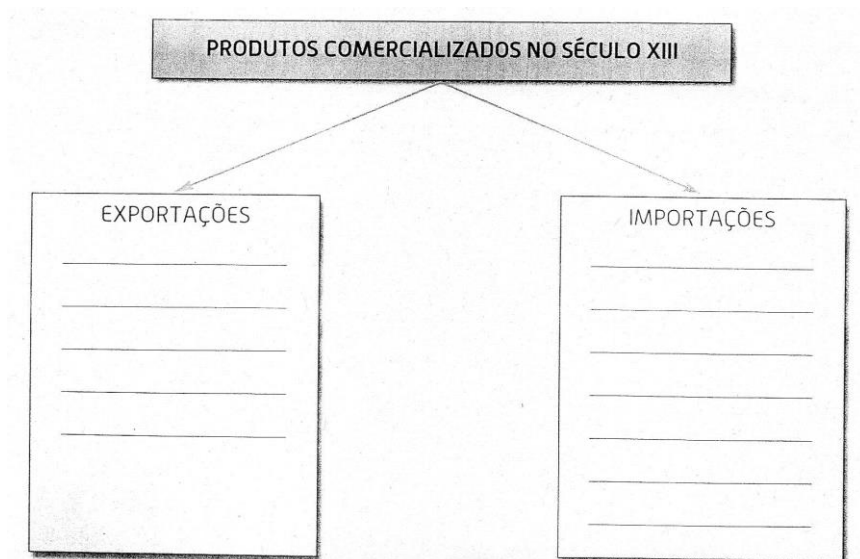 PRODUTOS COMERCIALIZADOS NO SÉCULO XIII
EXPORTAÇÕES
IMPORTAÇÕES